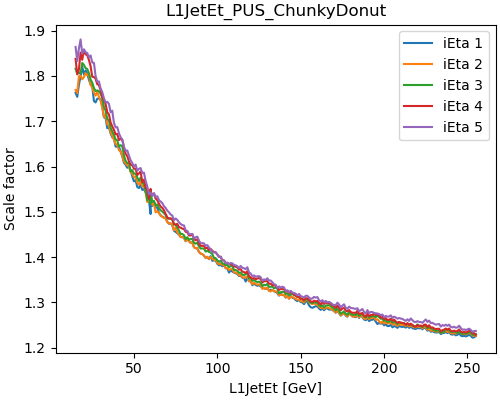 L1JetEt_PUS_ChunkyDonut
1.9
1.8
1.7
1.6
1.5
1.4
1.3
1.2
Scale factor
iEta 1
iEta 2
iEta 3
iEta 4
iEta 5
50
100
150
200
250
L1JetEt [GeV]